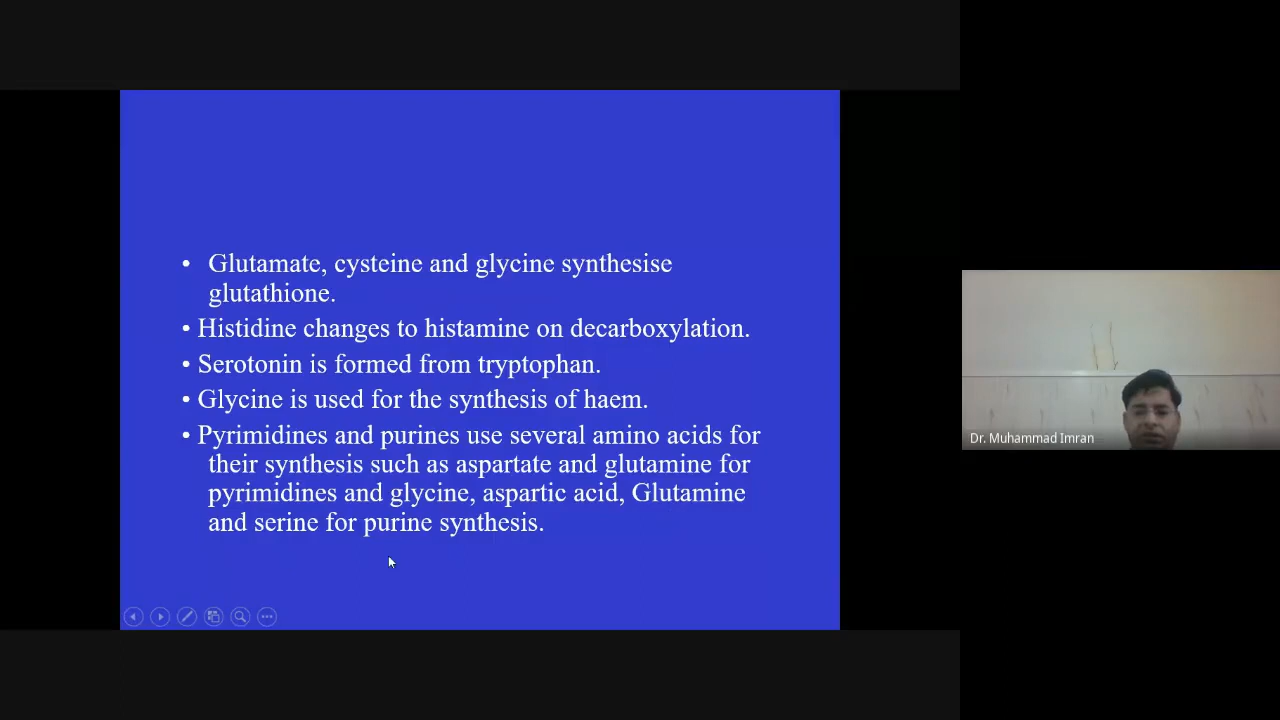 • Glutamate, cysteine and glycine synthesise
glutathione.
• Histidine changes to histamine on decarboxylation.
• Serotonin is formed from tryptophan.
• Glycine is used for the synthesis of haem.
• Pyrimidines and purines use several amino acids for
their synthesis such as aspartate and glutamine for
pyrimidines and glycine, aspartic acid, Glutamine
and serine for purine synthesis.
Dr. Muhammad Imran